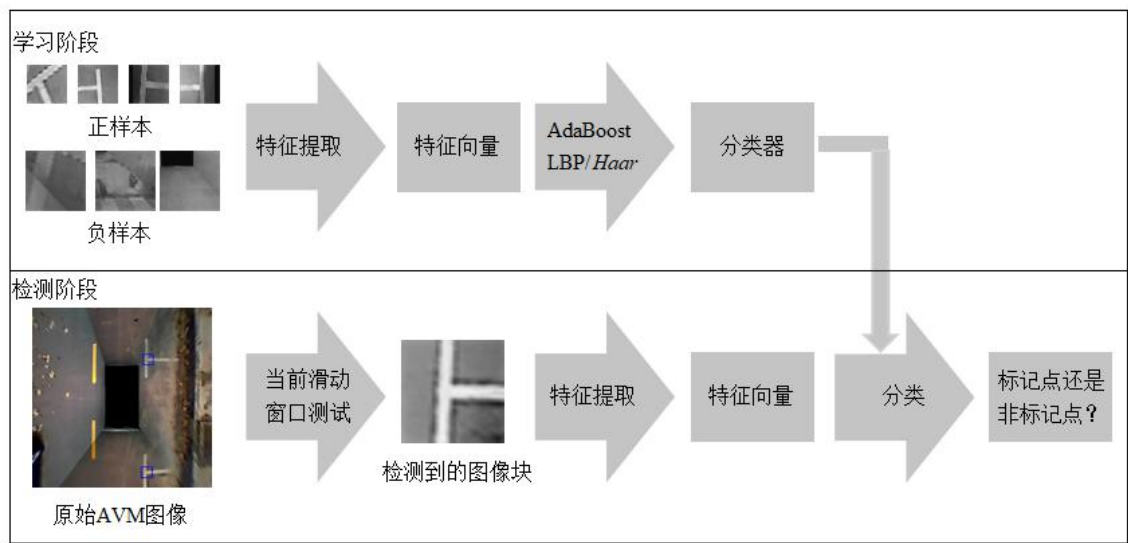 学习阶段
正样本
负样本
特征提取
特征向量
AdaBoost
LBP/Haar
分类器
检测阶段
原始AVM图像
当前滑动
窗口测试
检测到的图像块
特征提取
特征向量
分类
标记点还是
非标记点？